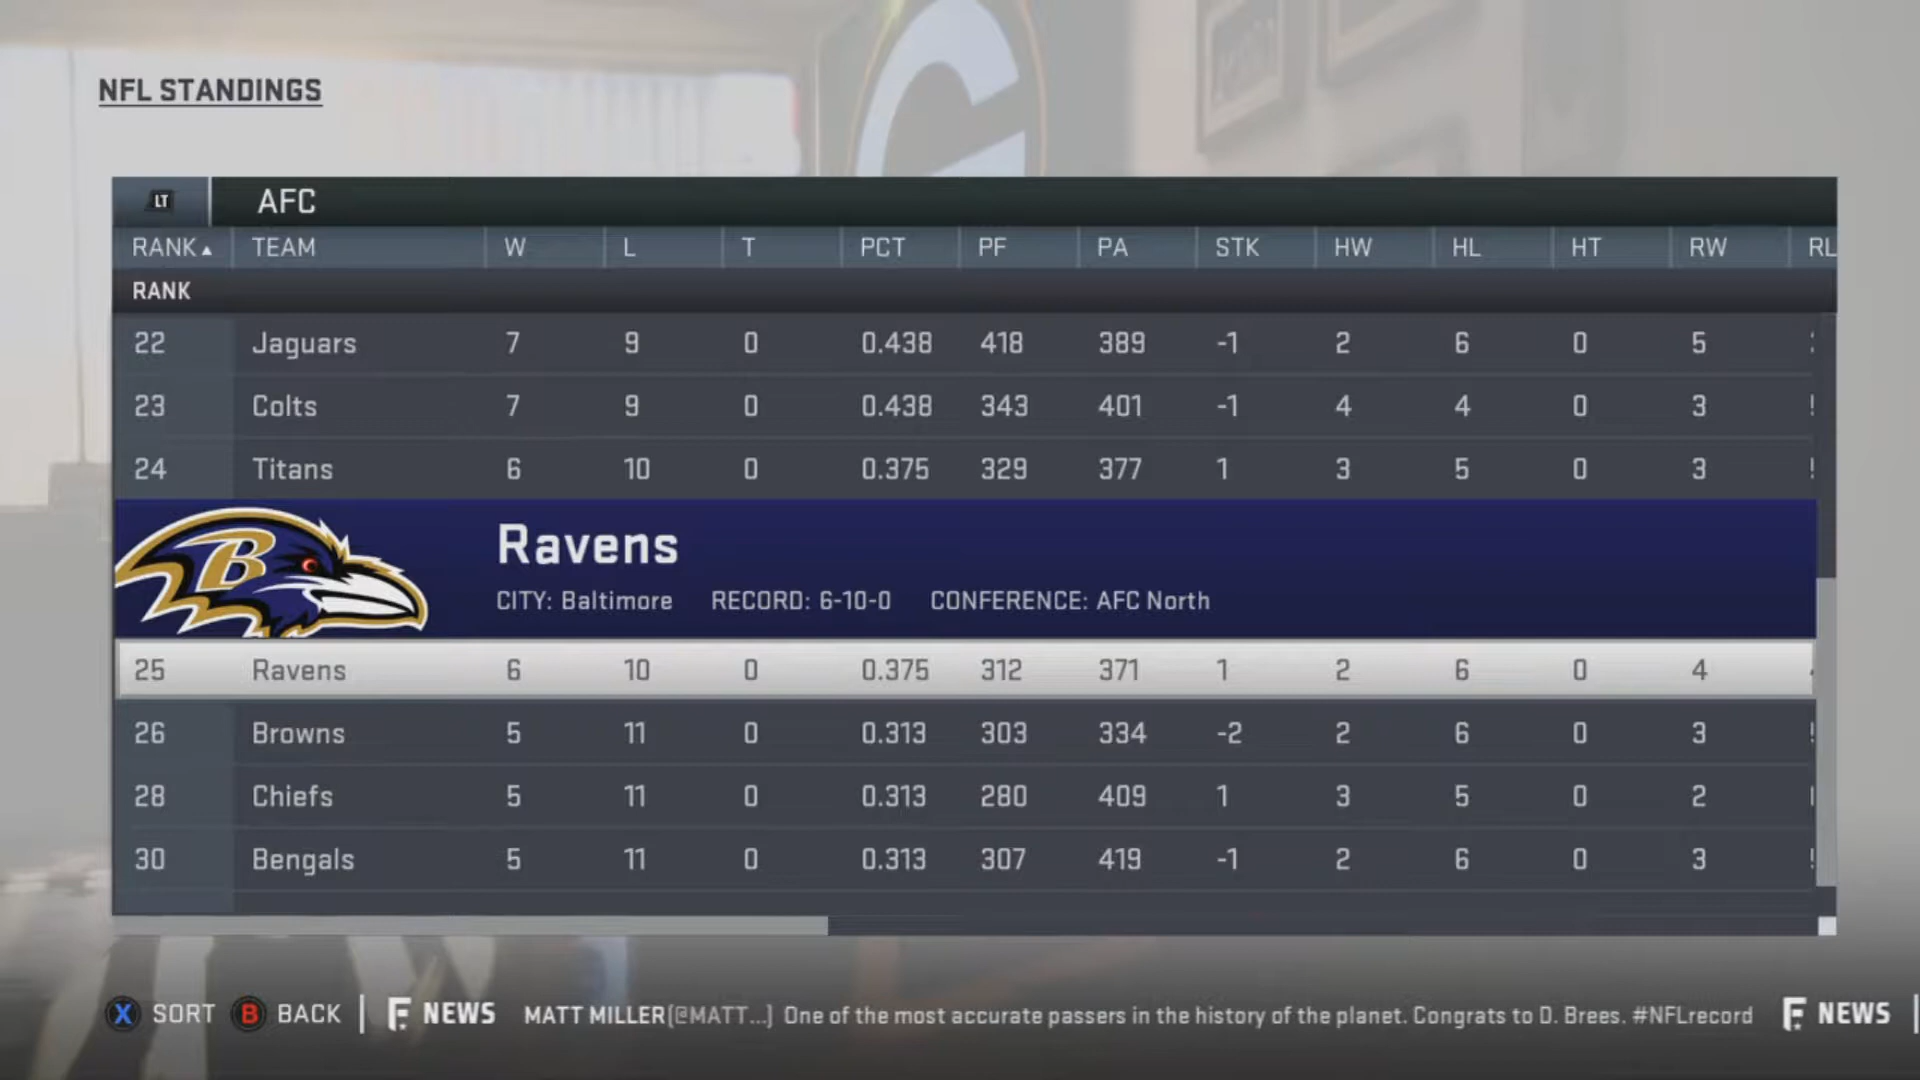 NFL STANDINGS
LT AFC
RANK TEAM W L T PCT PF PA STK HW HL HT RW RL
RANK
22 Jaguars 7 9 0 0.438 418 389 -1 2 6 0 5
23 Colts 7 9 0 0.438 343 401 -1 4 4 0 3
24 Titans 6 10 0 0.375 329 377 1 3 5 0 3
B
Ravens
CITY: Baltimore RECORD: 6-10-0 CONFERENCE: AFC North
25 Ravens 6 10 0 0.375 312 371 1 2 6 0 4
26 Browns 5 11 0 0.313 303 334 -2 2 6 0 3
28 Chiefs 5 11 0 0.313 280 409 1 3 5 0 2
30 Bengals 5 11 0 0.313 307 419 -1 2 6 0 3
X SORT B BACK | F NEWS MATT MILLER(@MATT...) One of the most accurate passers in the history of the planet. Congrats to D. Brees. #NFLrecord F NEWS |